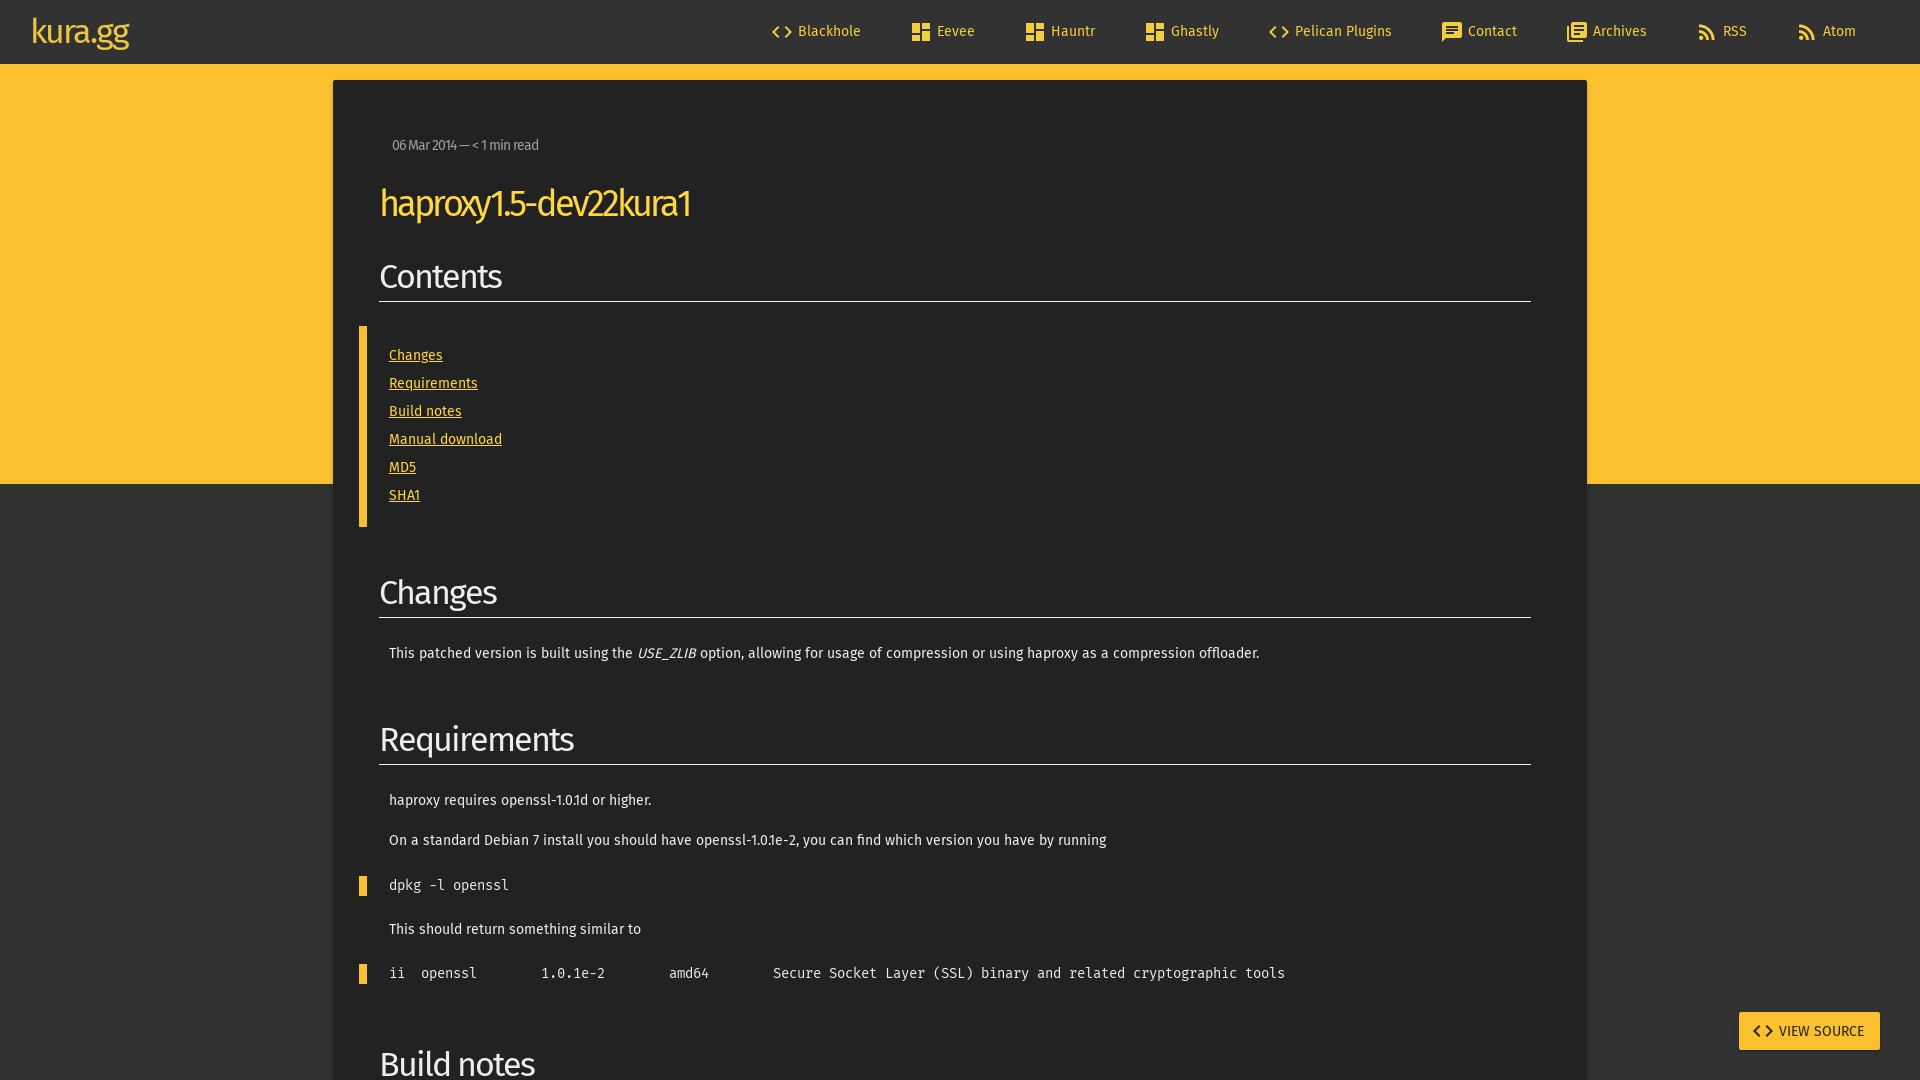 kura.gg
Blackhole
Eevee
Hauntr
Ghastly
Pelican Plugins
Contact
Archives
RSS
Atom
06 Mar 2014 — < 1 min read
haproxy1.5-dev22kura1
Contents
Changes
Requirements
Build notes
Manual download
MD5
SHA1
Changes
This patched version is built using the USE_ZLIB option, allowing for usage of compression or using haproxy as a compression offloader.
Requirements
haproxy requires openssl-1.0.1d or higher.
On a standard Debian 7 install you should have openssl-1.0.1e-2, you can find which version you have by running
dpkg -l openssl
This should return something similar to
ii  openssl        1.0.1e-2        amd64        Secure Socket Layer (SSL) binary and related cryptographic tools
Build notes
VIEW SOURCE